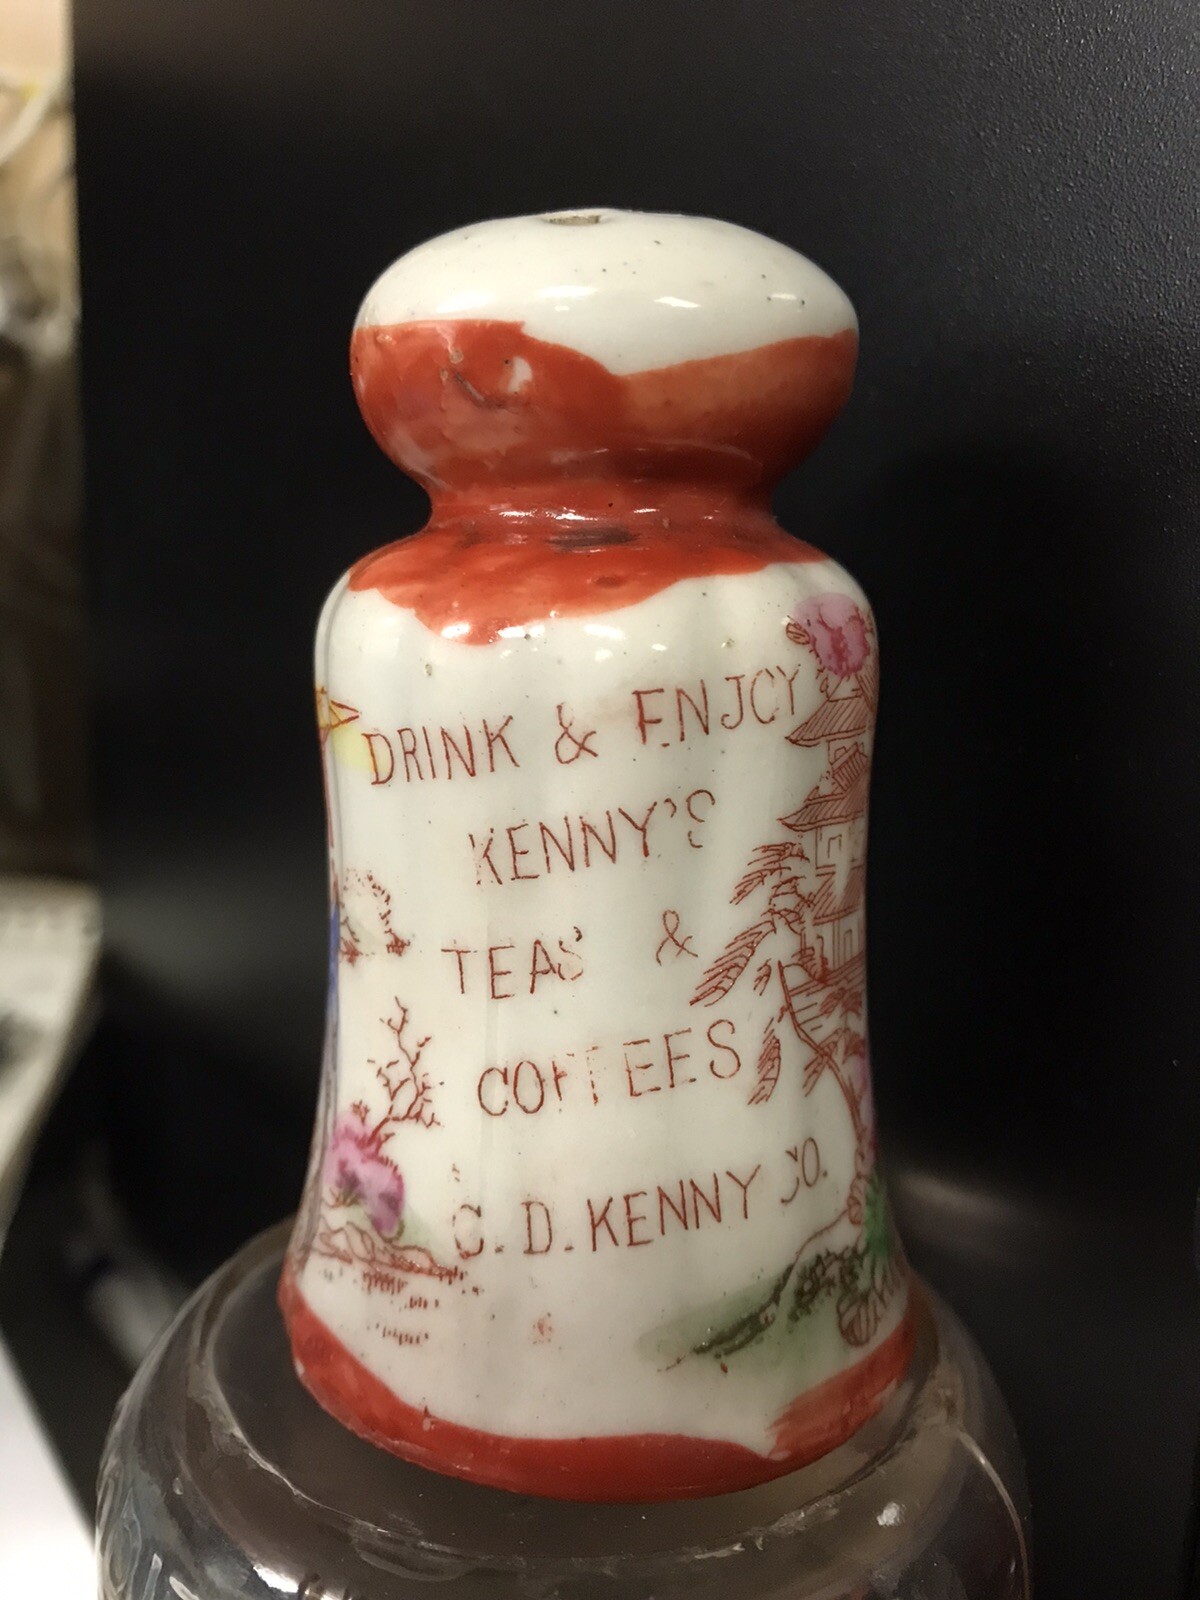 DRINK & ENJOY
KENNY'S
TEAS &
COFFEES
C. D. KENNY CO.